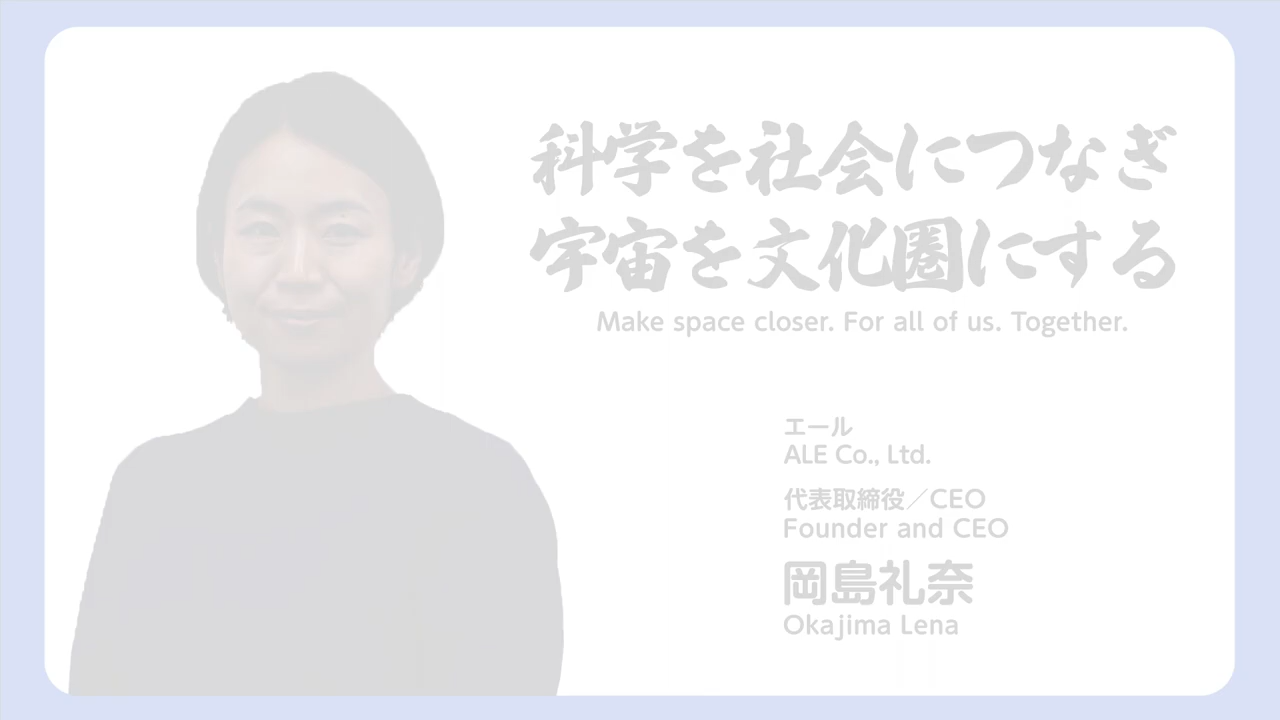 科学を社会につなぎ
宇宙を文化圏にする
Make space closer. For all of us. Together.
エール
ALE Co., Ltd.
代表取締役／CEO
Founder and CEO
岡島礼奈
Okajima Lena